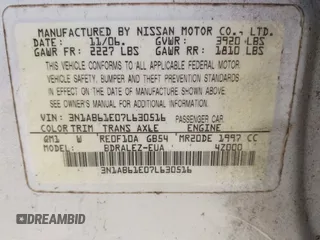 MANUFACTURED BY NISSAN MOTOR CO., LTD.
DATE: 11/06. GVWR: 3920 LBS
GAWR FR: 2227 LBS GAWR RR: 1810 LBS
THIS VEHICLE CONFORMS TO ALL APPLICABLE FEDERAL MOTOR
VEHICLE SAFETY, BUMPER AND THEFT PREVENTION STANDARDS
IN EFFECT ON THE DATE OF MANUFACTURE SHOWN ABOVE.
SEE OWNER'S MANUAL FOR ADDITIONAL INFORMATION
VIN: 3N1AB61E07L630516 PASSENGER CAR
COLOR TRIM TRANS AXLE ENGINE
QM1 W RE0F10A GB54 MR20DE 1997 CC
MODEL: BDRALEZ-EUA 4Z000
3N1AB61E07L630516
DREAMBID